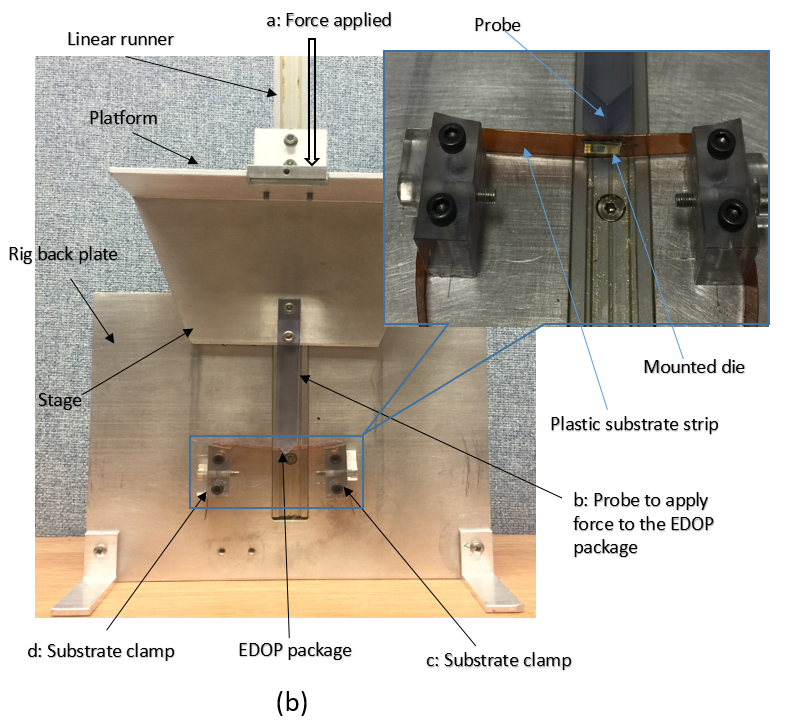 a: Force applied
Probe
Linear runner
Platform
Rig back plate
Stage
Mounted die
Plastic substrate strip
b: Probe to apply
force to the EDOP
package
d: Substrate clamp
EDOP package
c: Substrate clamp
(b)